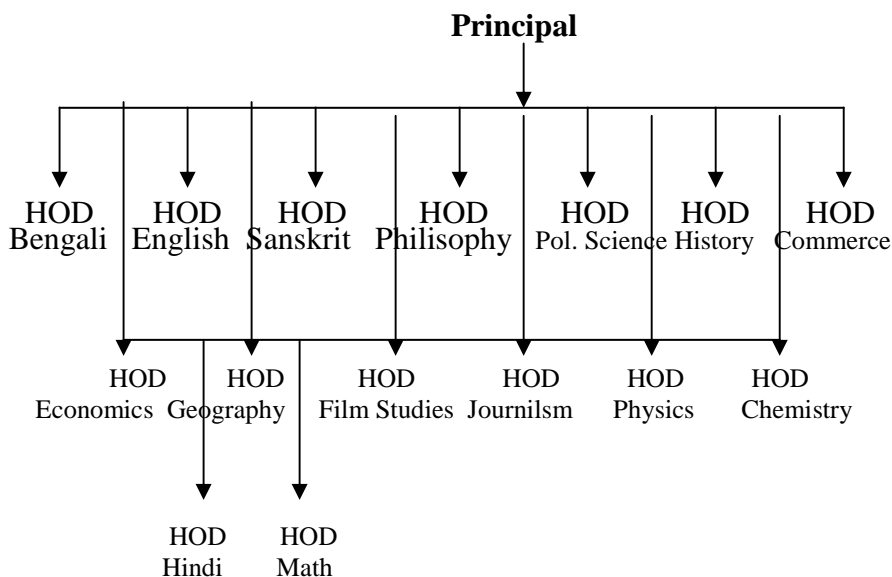 Principal
HOD HOD HOD HOD HOD HOD HOD
Bengali English Sanskrit Philisophy Pol. Science History Commerce
HOD HOD HOD HOD HOD HOD
Economics Geography Film Studies Journilsm Physics Chemistry
HOD HOD
Hindi Math